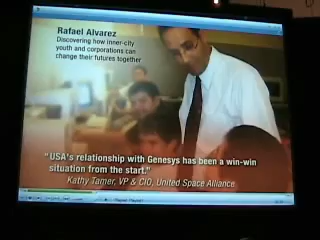 Rafael Alvarez
Discovering how inner-city
youth and corporations can
change their futures together
"USA's relationship with Genesys has been a win-win
situation from the start."
Kathy Tamer, VP & CIO, United Space Alliance